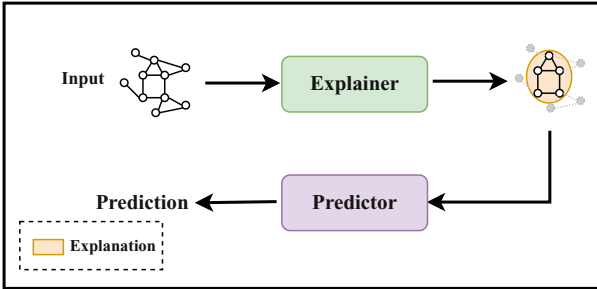 Input
Explainer
Prediction
Predictor
Explanation